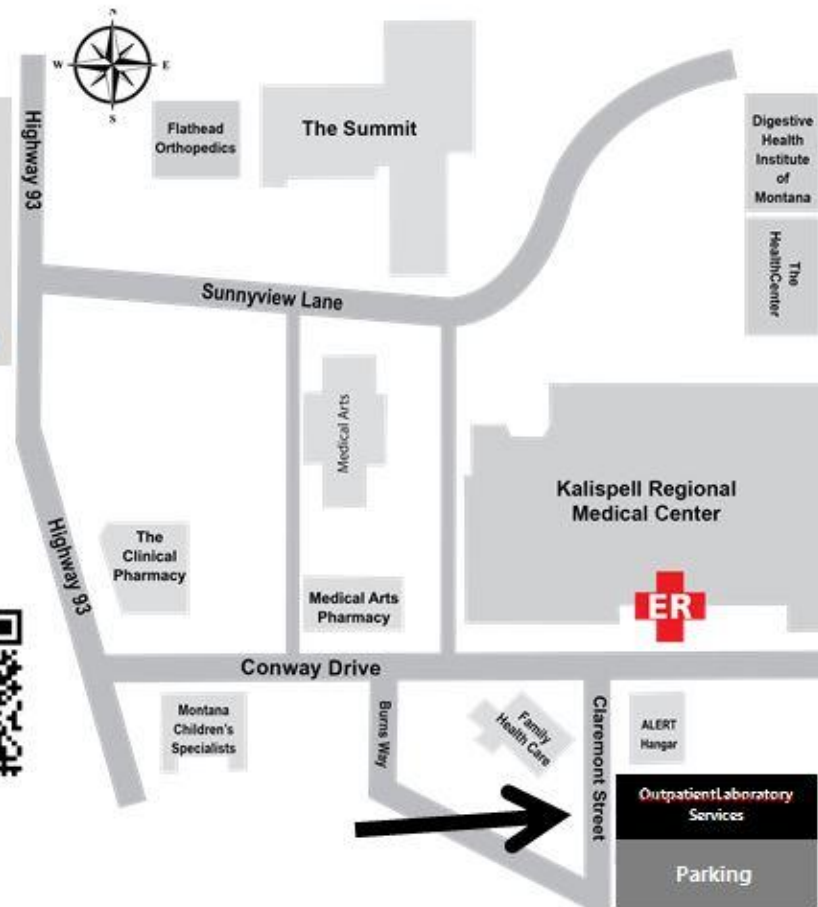 N
W
E
S
Highway 93
Flathead
Orthopedics
The Summit
Digestive
Health
Institute
of
Montana
The
HealthCenter
Sunnyview Lane
Medical Arts
Kalispell Regional
Medical Center
Highway 93
The
Clinical
Pharmacy
Medical Arts
Pharmacy
ER
Conway Drive
Montana
Children's
Specialists
Burns Way
Family
Health Care
Claremont Street
ALERT
Hangar
OutpatientLaboratory
Services
Parking